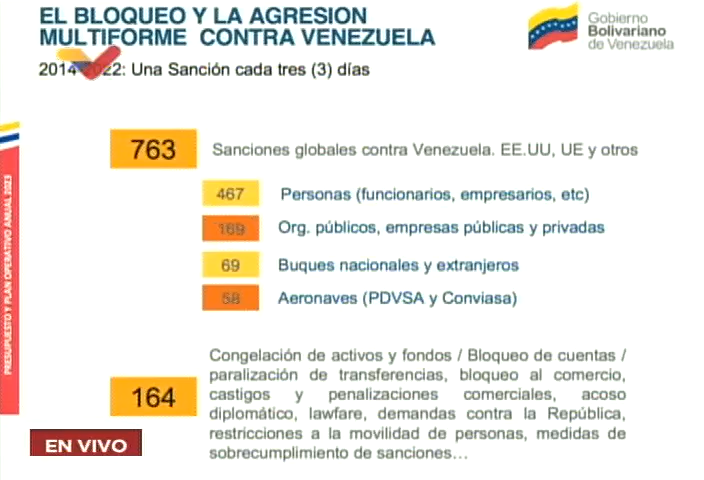 EL BLOQUEO Y LA AGRESION
MULTIFORME CONTRA VENEZUELA
2014-2022: Una Sanción cada tres (3) días
Gobierno
Bolivariano
de Venezuela
PRESUPUESTO Y PLAN OPERATIVO ANUAL 2023
763 Sanciones globales contra Venezuela. EE.UU, UE y otros
467 Personas (funcionarios, empresarios, etc)
169 Org. públicos, empresas públicas y privadas
69 Buques nacionales y extranjeros
58 Aeronaves (PDVSA y Conviasa)
164
Congelación de activos y fondos / Bloqueo de cuentas /
paralización de transferencias, bloqueo al comercio,
castigos y penalizaciones comerciales, acoso
diplomático, lawfare, demandas contra la República,
restricciones a la movilidad de personas, medidas de
sobrecumplimiento de sanciones...
EN VIVO